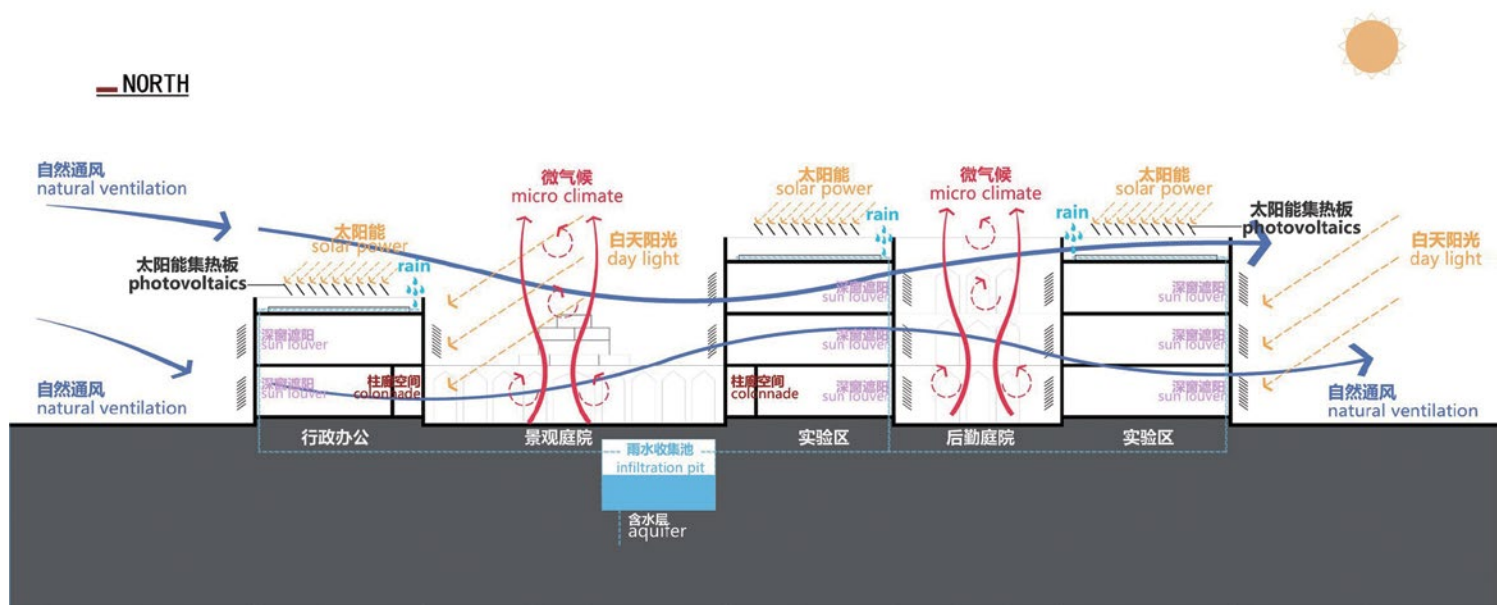 NORTH
自然通风
natural ventilation
微气候
micro climate
太阳能
solar power
微气候
micro climate
太阳能
solar power
太阳能集热板
photovoltaics
rain
rain
太阳能
solar power
白天阳光
day light
白天阳光
day light
太阳能集热板
photovoltaics
rain
深窗遮阳
sun louver
深窗遮阳
sun louver
深窗遮阳
sun louver
深窗遮阳
sun louver
深窗遮阳
sun louver
自然通风
natural ventilation
深窗遮阳
sun louver
柱廊空间
colonnade
柱廊空间
colonnade
深窗遮阳
sun louver
深窗遮阳
sun louver
自然通风
natural ventilation
行政办公
景观庭院
实验区
后勤庭院
实验区
雨水收集池
infiltration pit
含水层
aquifer